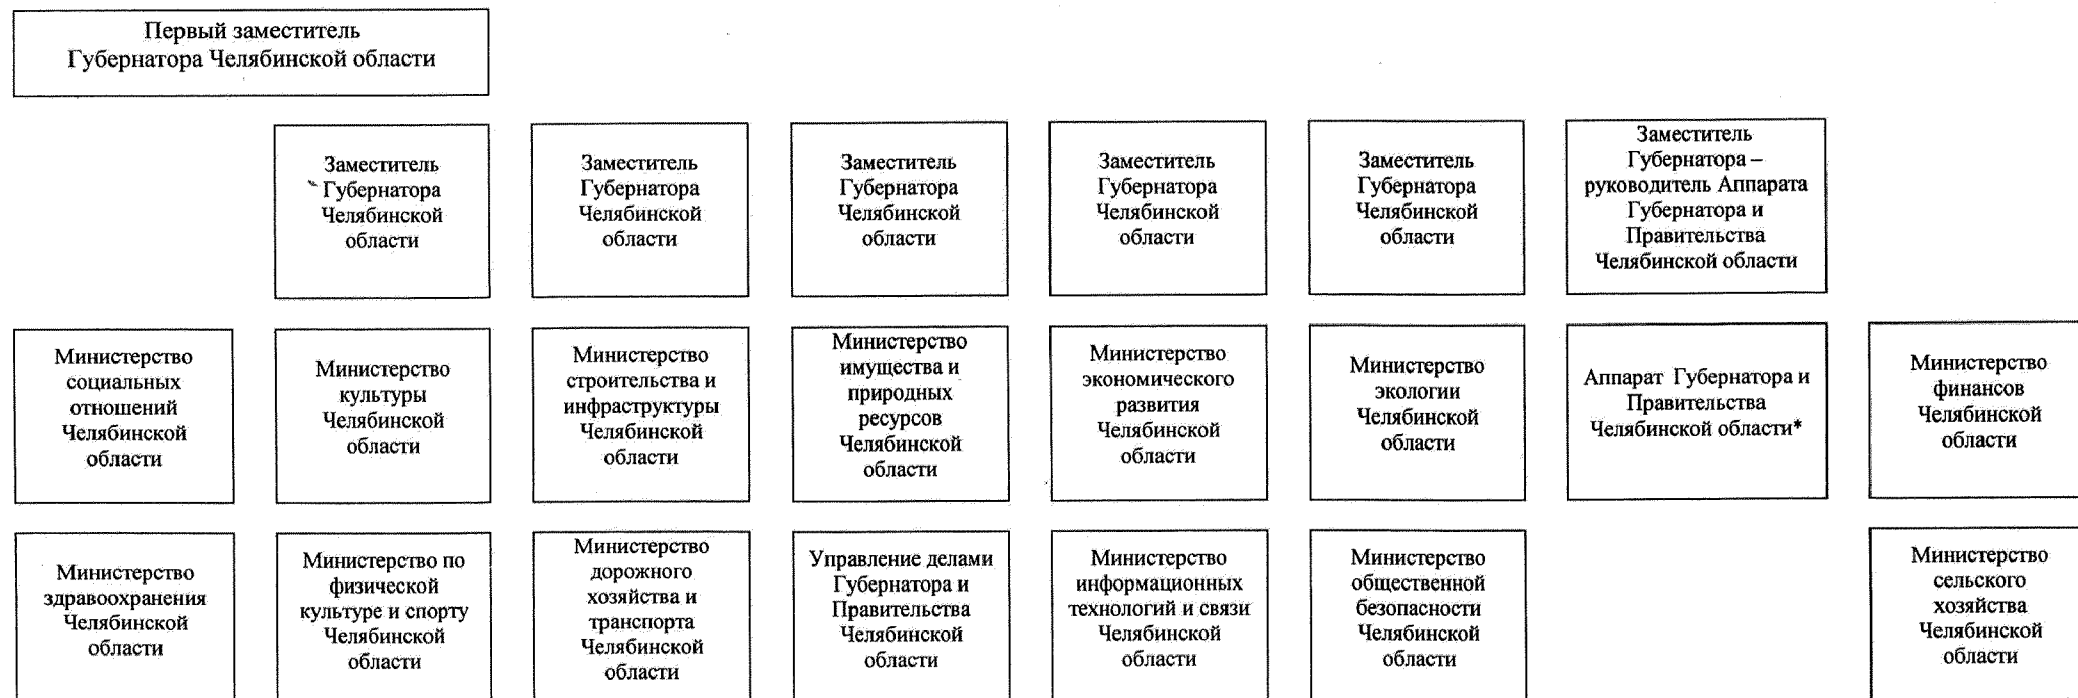 Первый заместитель
Губернатора Челябинской области
Заместитель
Губернатора
Челябинской
области
Заместитель
Губернатора
Челябинской
области
Заместитель
Губернатора
Челябинской
области
Заместитель
Губернатора
Челябинской
области
Заместитель
Губернатора
Челябинской
области
Заместитель
Губернатора –
руководитель Аппарата
Губернатора и
Правительства
Челябинской области
Министерство
социальных
отношений
Челябинской
области
Министерство
культуры
Челябинской
области
Министерство
строительства и
инфраструктуры
Челябинской
области
Министерство
имущества и
природных
ресурсов
Челябинской
области
Министерство
экономического
развития
Челябинской
области
Министерство
экологии
Челябинской
области
Аппарат Губернатора и
Правительства
Челябинской области*
Министерство
финансов
Челябинской
области
Министерство
здравоохранения
Челябинской
области
Министерство по
физической
культуре и спорту
Челябинской
области
Министерство
дорожного
хозяйства и
транспорта
Челябинской
области
Управление делами
Губернатора и
Правительства
Челябинской
области
Министерство
информационных
технологий и связи
Челябинской
области
Министерство
общественной
безопасности
Челябинской
области
Министерство
сельского
хозяйства
Челябинской
области